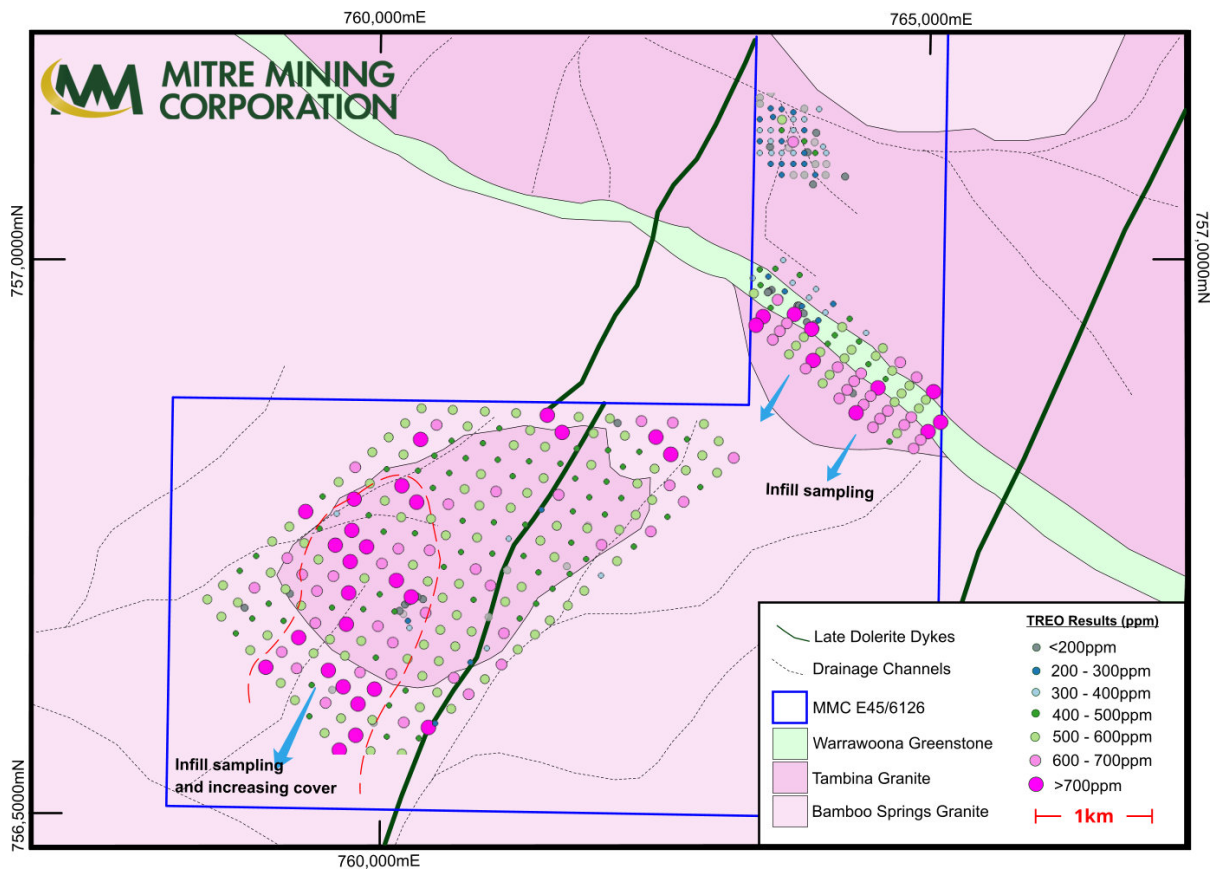 760,000mE
765,000mE
MITRE MINING
CORPORATION
757,0000mN
757,0000mN
Infill sampling
Infill sampling
and increasing cover
756,5000mN
760,000mE
Late Dolerite Dykes
Drainage Channels
MMC E45/6126
Warrawoona Greenstone
Tambina Granite
Bamboo Springs Granite
TREO Results (ppm)
<200ppm
200 - 300ppm
300 - 400ppm
400 - 500ppm
500 - 600ppm
600 - 700ppm
>700ppm
1km